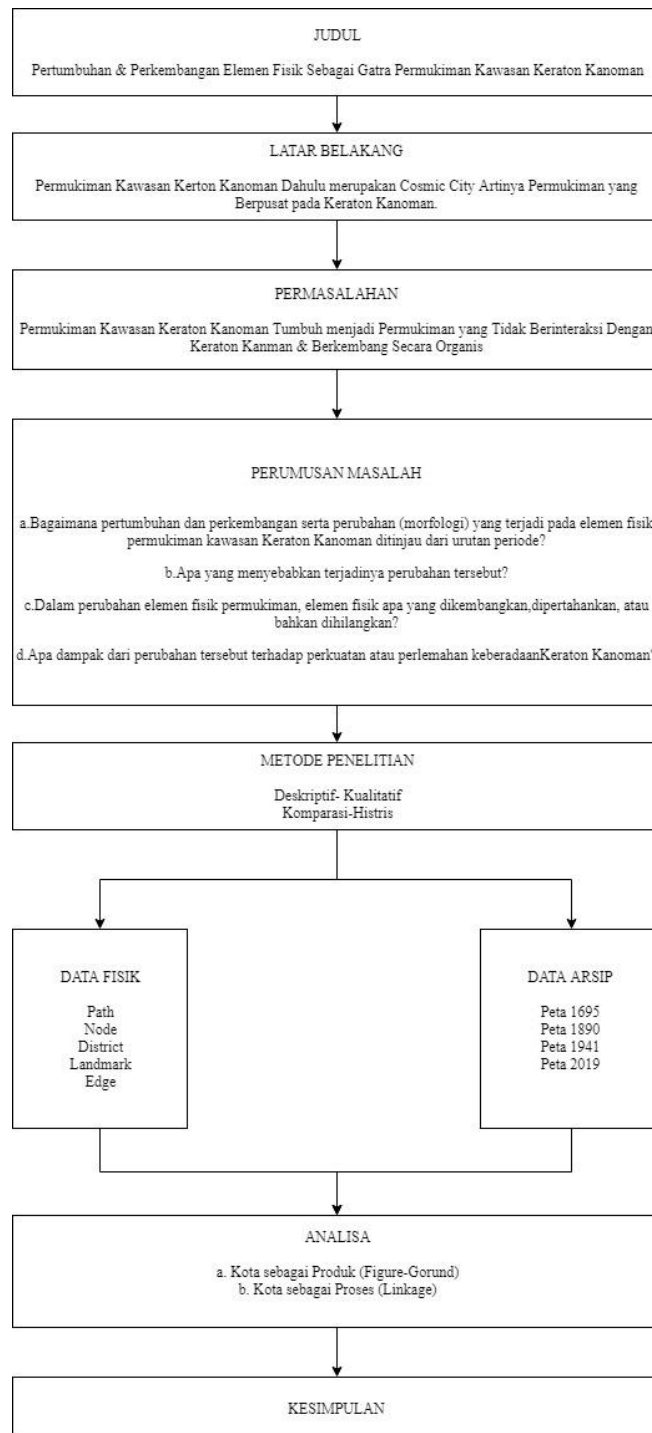 JUDUL
Pertumbuhan & Perkembangan Elemen Fisik Sebagai Gatra Permukiman Kawasan Keraton Kanoman
LATAR BELAKANG
Permukiman Kawasan Kerton Kanoman Dahulu merupakan Cosmic City Artinya Permukiman yang
Berpusat pada Keraton Kanoman.
PERMASALAHAN
Permukiman Kawasan Keraton Kanoman Tumbuh menjadi Permukiman yang Tidak Berinteraksi Dengan
Keraton Kanman & Berkembang Secara Organis
PERUMUSAN MASALAH
a.Bagaimana pertumbuhan dan perkembangan serta perubahan (morfologi) yang terjadi pada elemen fisik
permukiman kawasan Keraton Kanoman ditinjau dari urutan periode?
b.Apa yang menyebabkan terjadinya perubahan tersebut?
c.Dalam perubahan elemen fisik permukiman, elemen fisik apa yang dikembangkan,dipertahankan, atau
bahkan dihilangkan?
d.Apa dampak dari perubahan tersebut terhadap perkuatan atau perlemahan keberadaanKeraton Kanoman?
METODE PENELITIAN
Deskriptif- Kualitatif
Komparasi-Histris
DATA FISIK
Path
Node
District
Landmark
Edge
DATA ARSIP
Peta 1695
Peta 1890
Peta 1941
Peta 2019
ANALISA
a. Kota sebagai Produk (Figure-Gorund)
b. Kota sebagai Proses (Linkage)
KESIMPULAN